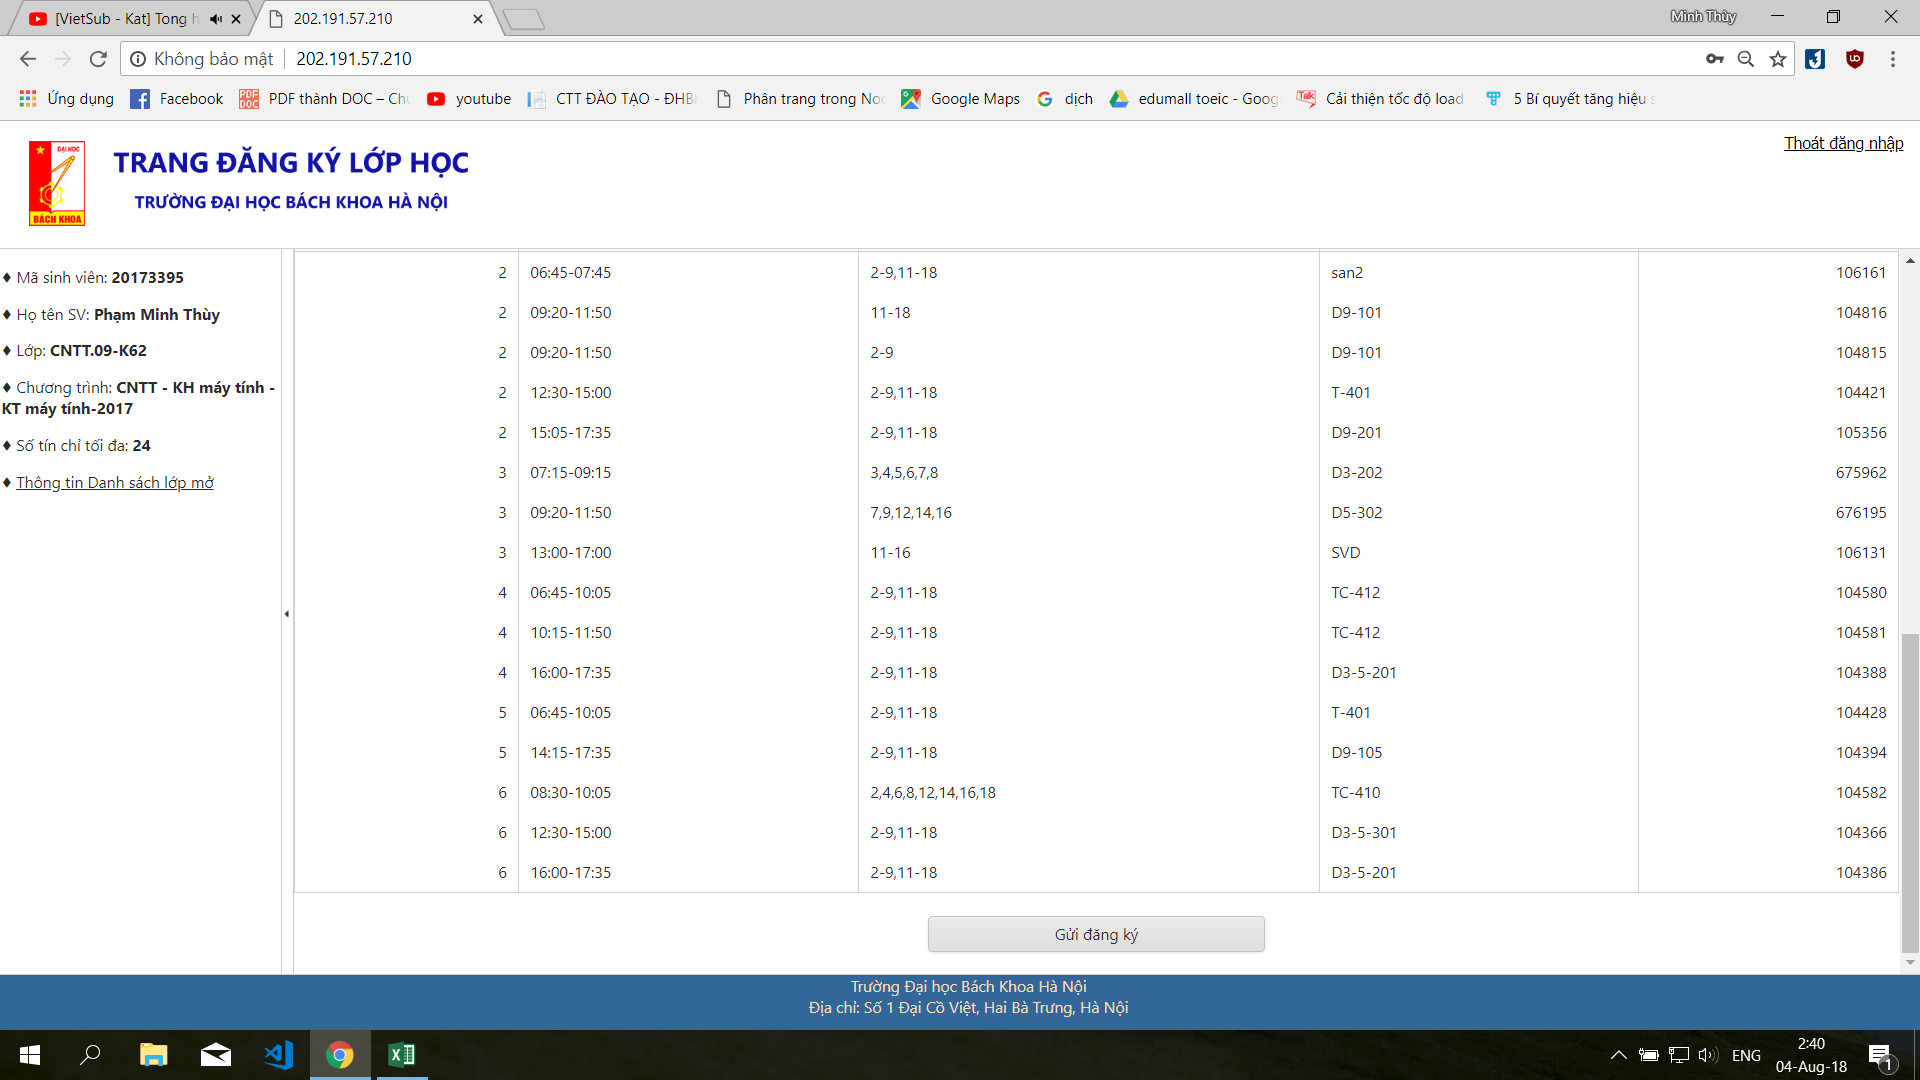 [VietSub - Kat] Tong h
202.191.57.210
Minh Thùy
Không bảo mật
202.191.57.210
Ứng dụng
Facebook
PDF thành DOC – Chu
youtube
CTT ĐÀO TẠO - ĐHB
Phân trang trong Noc
Google Maps
dịch
edumall toeic - Goog
Cải thiện tốc độ load
5 Bí quyết tăng hiệu s
ĐẠI HỌC
BÁCH KHOA
TRANG ĐĂNG KÝ LỚP HỌC
TRƯỜNG ĐẠI HỌC BÁCH KHOA HÀ NỘI
Thoát đăng nhập
♦ Mã sinh viên: 20173395
♦ Họ tên SV: Phạm Minh Thùy
♦ Lớp: CNTT.09-K62
♦ Chương trình: CNTT - KH máy tính -
KT máy tính-2017
♦ Số tín chỉ tối đa: 24
♦ Thông tin Danh sách lớp mở
2 06:45-07:45 2-9,11-18 san2 106161
2 09:20-11:50 11-18 D9-101 104816
2 09:20-11:50 2-9 D9-101 104815
2 12:30-15:00 2-9,11-18 T-401 104421
2 15:05-17:35 2-9,11-18 D9-201 105356
3 07:15-09:15 3,4,5,6,7,8 D3-202 675962
3 09:20-11:50 7,9,12,14,16 D5-302 676195
3 13:00-17:00 11-16 SVD 106131
4 06:45-10:05 2-9,11-18 TC-412 104580
4 10:15-11:50 2-9,11-18 TC-412 104581
4 16:00-17:35 2-9,11-18 D3-5-201 104388
5 06:45-10:05 2-9,11-18 T-401 104428
5 14:15-17:35 2-9,11-18 D9-105 104394
6 08:30-10:05 2,4,6,8,12,14,16,18 TC-410 104582
6 12:30-15:00 2-9,11-18 D3-5-301 104366
6 16:00-17:35 2-9,11-18 D3-5-201 104386
Gửi đăng ký
Trường Đại học Bách Khoa Hà Nội
Địa chỉ: Số 1 Đại Cồ Việt, Hai Bà Trưng, Hà Nội
ENG
2:40
04-Aug-18
1